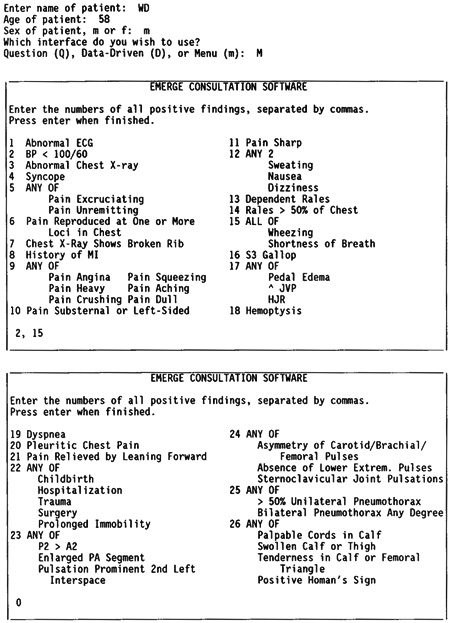 Enter name of patient: WD
Age of patient: 58
Sex of patient, m or f: m
Which interface do you wish to use?
Question (Q), Data-Driven (D), or Menu (m): M
EMERGE CONSULTATION SOFTWARE
Enter the numbers of all positive findings, separated by commas.
Press enter when finished.
1 Abnormal ECG
2 BP < 100/60
3 Abnormal Chest X-ray
4 Syncope
5 ANY OF
Pain Excruciating
Pain Unremitting
6 Pain Reproduced at One or More
Loci in Chest
7 Chest X-Ray Shows Broken Rib
8 History of MI
9 ANY OF
Pain Angina Pain Squeezing
Pain Heavy Pain Aching
Pain Crushing Pain Dull
10 Pain Substernal or Left-Sided
11 Pain Sharp
12 ANY 2
Sweating
Nausea
Dizziness
13 Dependent Rales
14 Rales > 50% of Chest
15 ALL OF
Wheezing
Shortness of Breath
16 S3 Gallop
17 ANY OF
Pedal Edema
^ JVP
HJR
18 Hemoptysis
2, 15
EMERGE CONSULTATION SOFTWARE
Enter the numbers of all positive findings, separated by commas.
Press enter when finished.
19 Dyspnea
20 Pleuritic Chest Pain
21 Pain Relieved by Leaning Forward
22 ANY OF
Childbirth
Hospitalization
Trauma
Surgery
Prolonged Immobility
23 ANY OF
P2 > A2
Enlarged PA Segment
Pulsation Prominent 2nd Left
Interspace
24 ANY OF
Asymmetry of Carotid/Brachial/
Femoral Pulses
Absence of Lower Extrem. Pulses
Sternoclavicular Joint Pulsations
25 ANY OF
> 50% Unilateral Pneumothorax
Bilateral Pneumothorax Any Degree
26 ANY OF
Palpable Cords in Calf
Swollen Calf or Thigh
Tenderness in Calf or Femoral
Triangle
Positive Homan's Sign
0